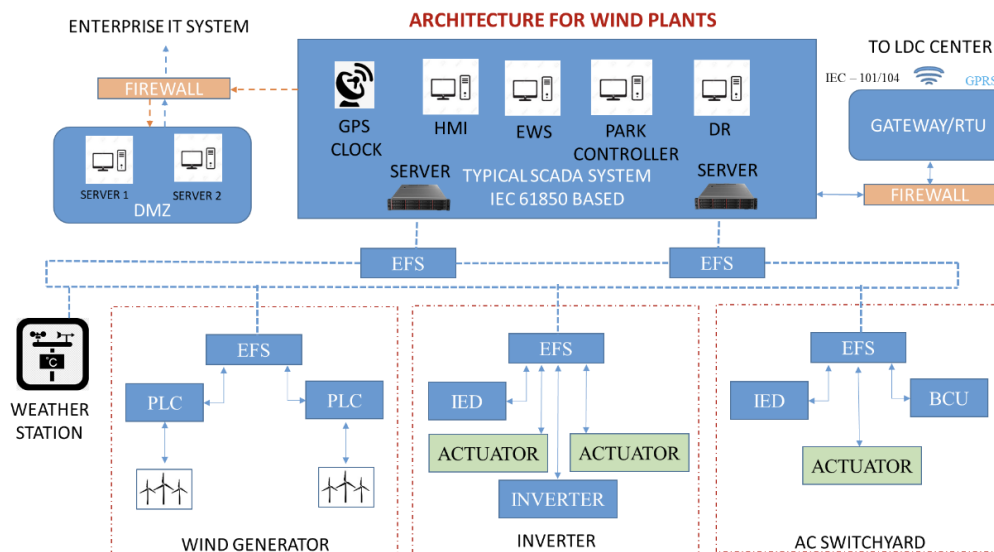 ARCHITECTURE FOR WIND PLANTS
ENTERPRISE IT SYSTEM
FIREWALL
SERVER 1
SERVER 2
DMZ
GPS
CLOCK
HMI
EWS
PARK
CONTROLLER
DR
SERVER
SERVER
TYPICAL SCADA SYSTEM
IEC 61850 BASED
TO LDC CENTER
IEC – 101/104
GPRS
GATEWAY/RTU
FIREWALL
EFS
EFS
°C
WEATHER
STATION
EFS
PLC
PLC
WIND GENERATOR
EFS
IED
ACTUATOR
ACTUATOR
INVERTER
INVERTER
EFS
IED
BCU
ACTUATOR
AC SWITCHYARD